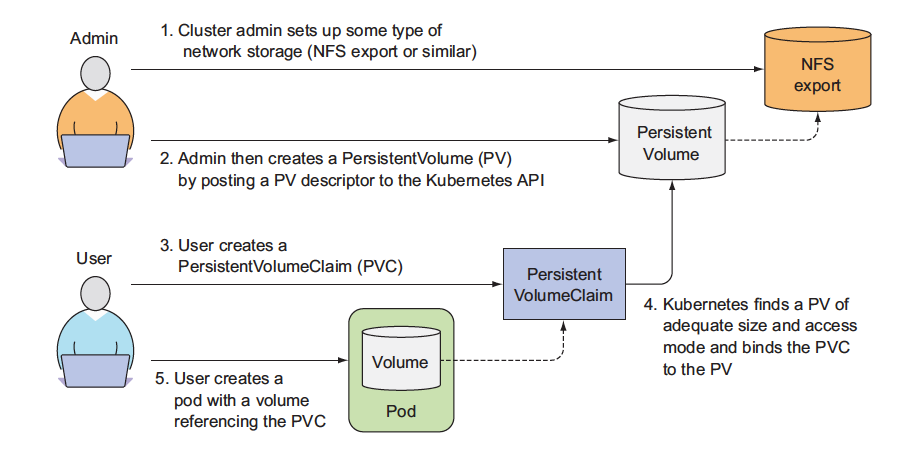 Admin
1. Cluster admin sets up some type of
network storage (NFS export or similar)
NFS
export
Persistent
Volume
2. Admin then creates a PersistentVolume (PV)
by posting a PV descriptor to the Kubernetes API
User
3. User creates a
PersistentVolumeClaim (PVC)
Persistent
VolumeClaim
4. Kubernetes finds a PV of
adequate size and access
mode and binds the PVC
to the PV
Volume
Pod
5. User creates a
pod with a volume
referencing the PVC